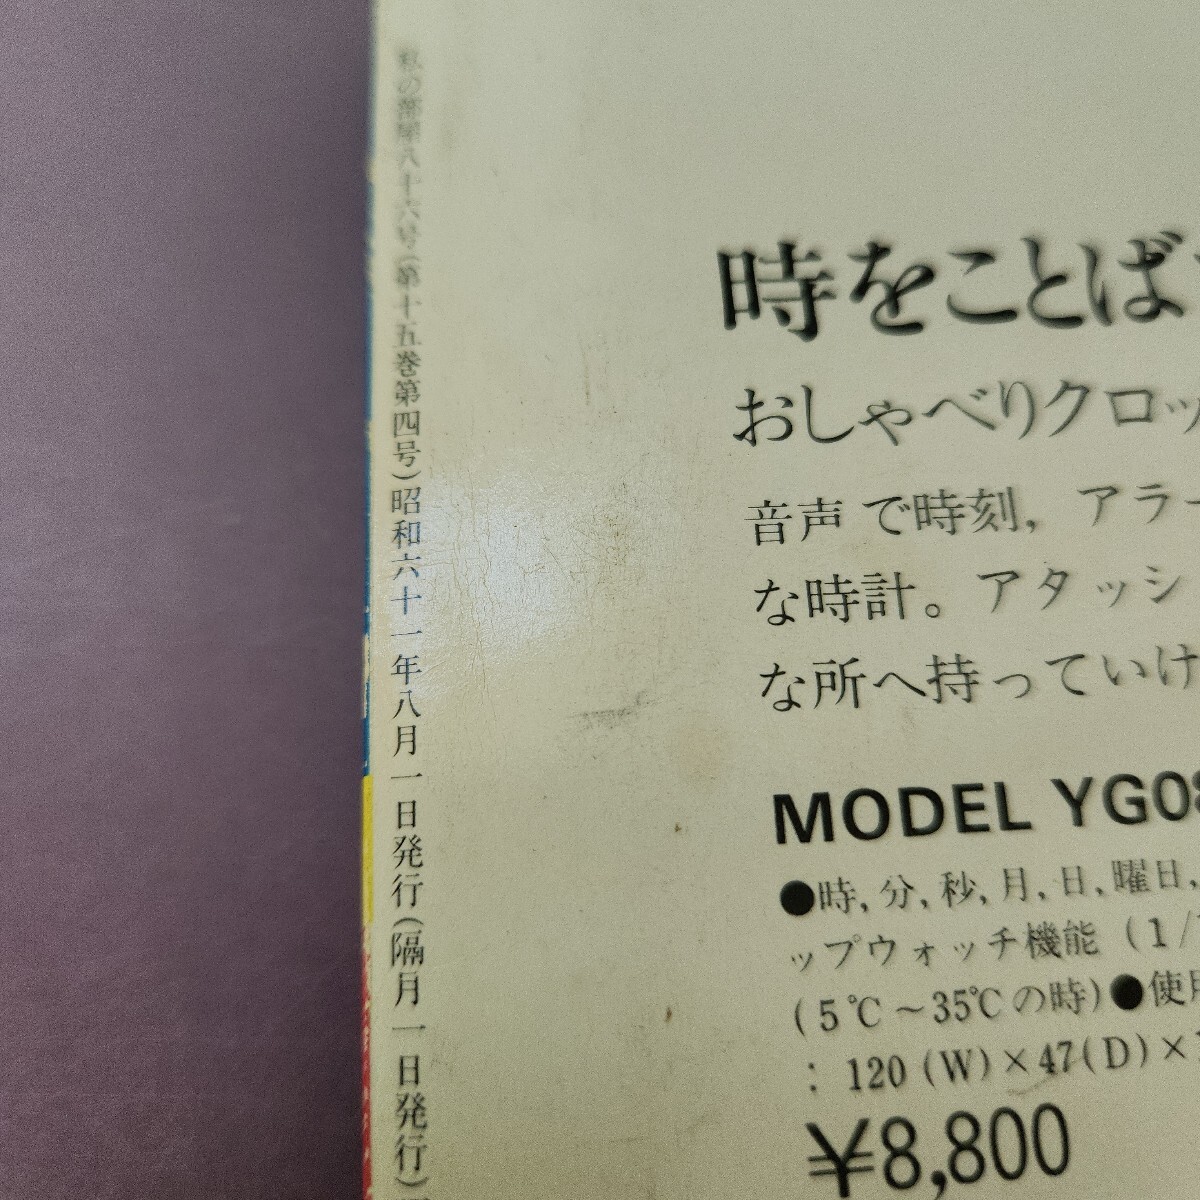 私の部屋八十六号(第十五巻第四号)昭和六十一年八月一日発行(隔月一日発行)
時をことば
おしゃべりクロッ
音声で時刻, アラー
な時計。アタッシ
な所へ持っていけ
MODEL YG08
●時, 分, 秒, 月, 日, 曜日,
ップウォッチ機能 (1/
(5℃～35℃の時)●使用
: 120 (W)×47(D)×
¥8,800